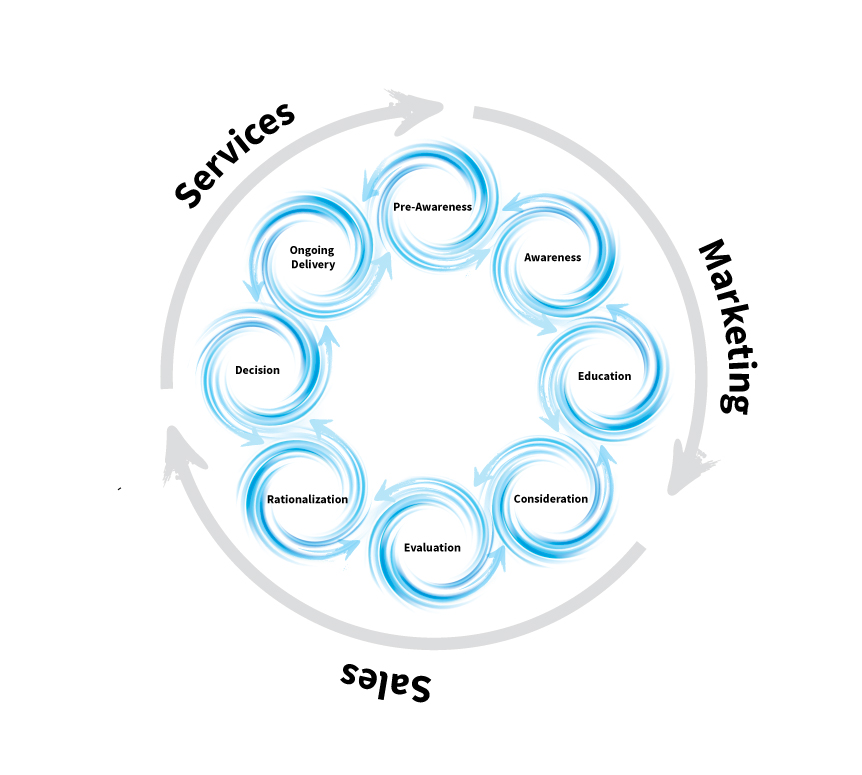 Services
Marketing
Sales
Pre-Awareness
Awareness
Education
Consideration
Evaluation
Rationalization
Decision
Ongoing
Delivery